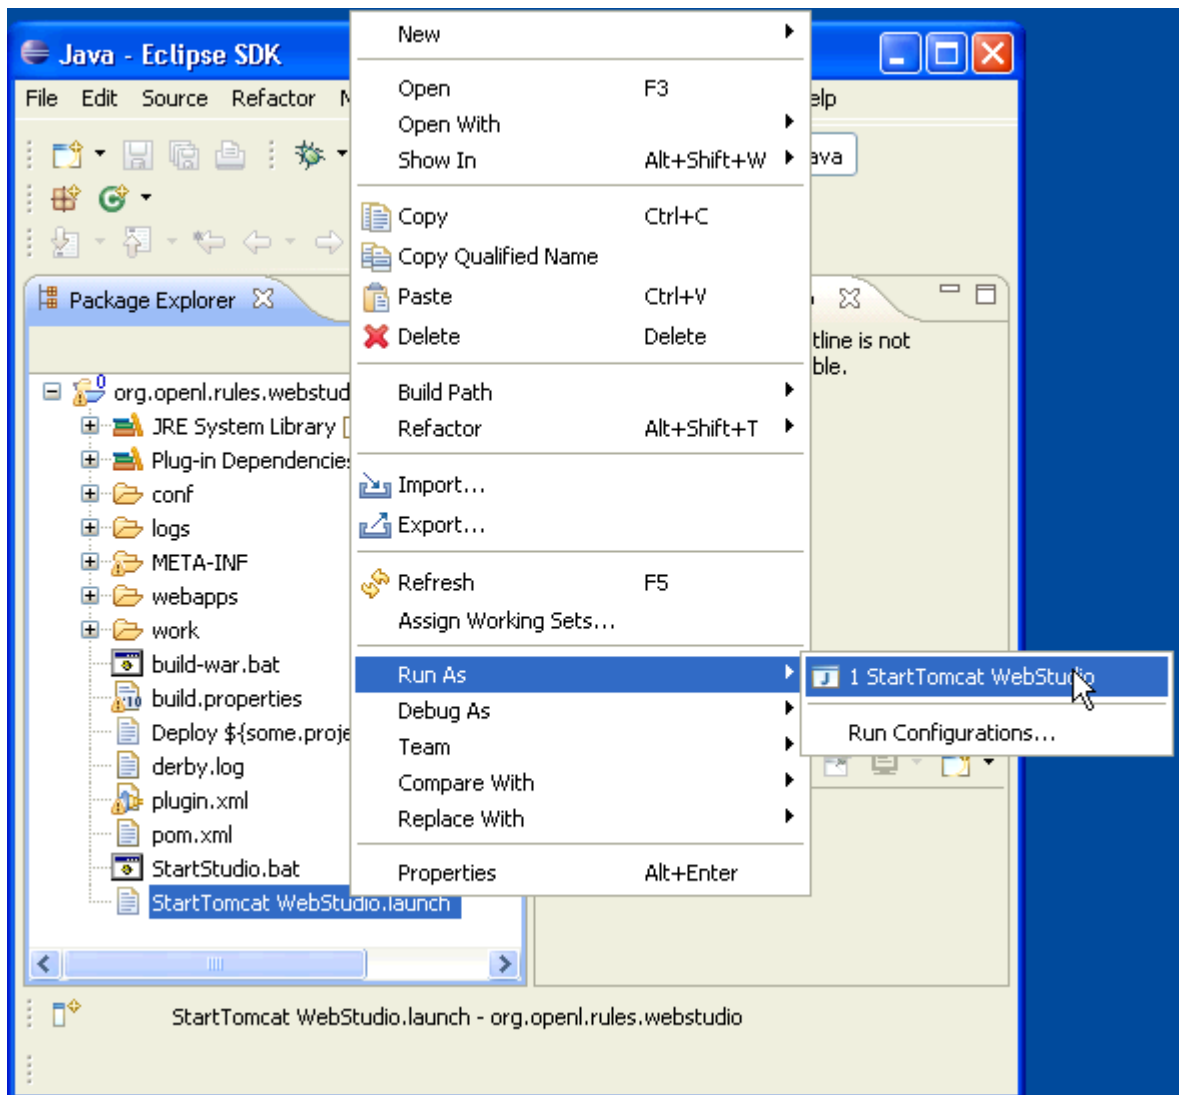 Java - Eclipse SDK
File Edit Source Refactor
elp
ava
Package Explorer
tline is not
ble.
org.openl.rules.webstud
JRE System Library
Plug-in Dependencies
conf
logs
META-INF
webapps
work
build-war.bat
build.properties
Deploy ${some.proje
derby.log
plugin.xml
pom.xml
StartStudio.bat
StartTomcat WebStudio.launch
New
Open F3
Open With
Show In Alt+Shift+W
Copy Ctrl+C
Copy Qualified Name
Paste Ctrl+V
Delete Delete
Build Path
Refactor Alt+Shift+T
Import...
Export...
Refresh F5
Assign Working Sets...
Run As
Debug As
Team
Compare With
Replace With
Properties Alt+Enter
1 StartTomcat WebStudio
Run Configurations...
StartTomcat WebStudio.launch - org.openl.rules.webstudio